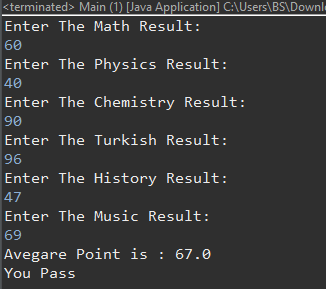 <terminated> Main (1) [Java Application] C:\Users\BS\Downl
Enter The Math Result:
60
Enter The Physics Result:
40
Enter The Chemistry Result:
90
Enter The Turkish Result:
96
Enter The History Result:
47
Enter The Music Result:
69
Avegare Point is : 67.0
You Pass